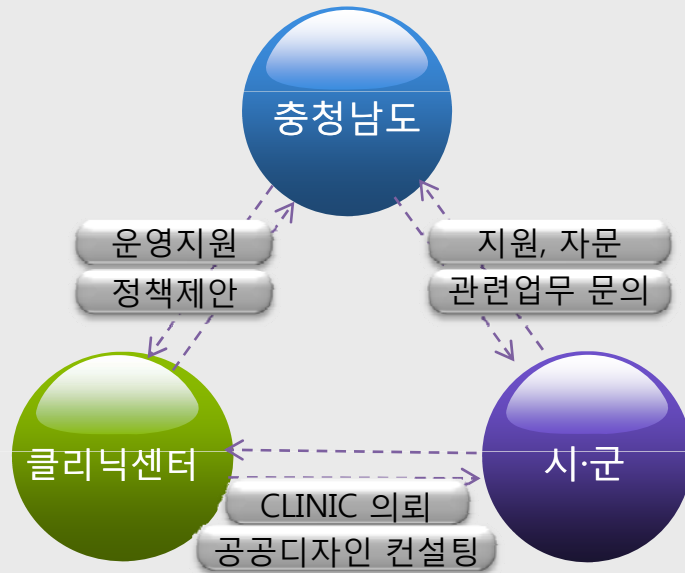 충청남도
운영지원
정책제안
지원, 자문
관련업무 문의
클리닉센터
시·군
CLINIC 의뢰
공공디자인 컨설팅